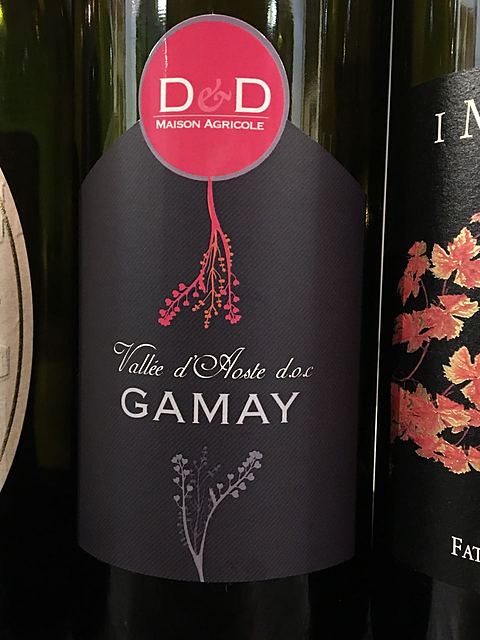 D&D
MAISON AGRICOLE
Vallée d'Aoste d.o.c
GAMAY
I